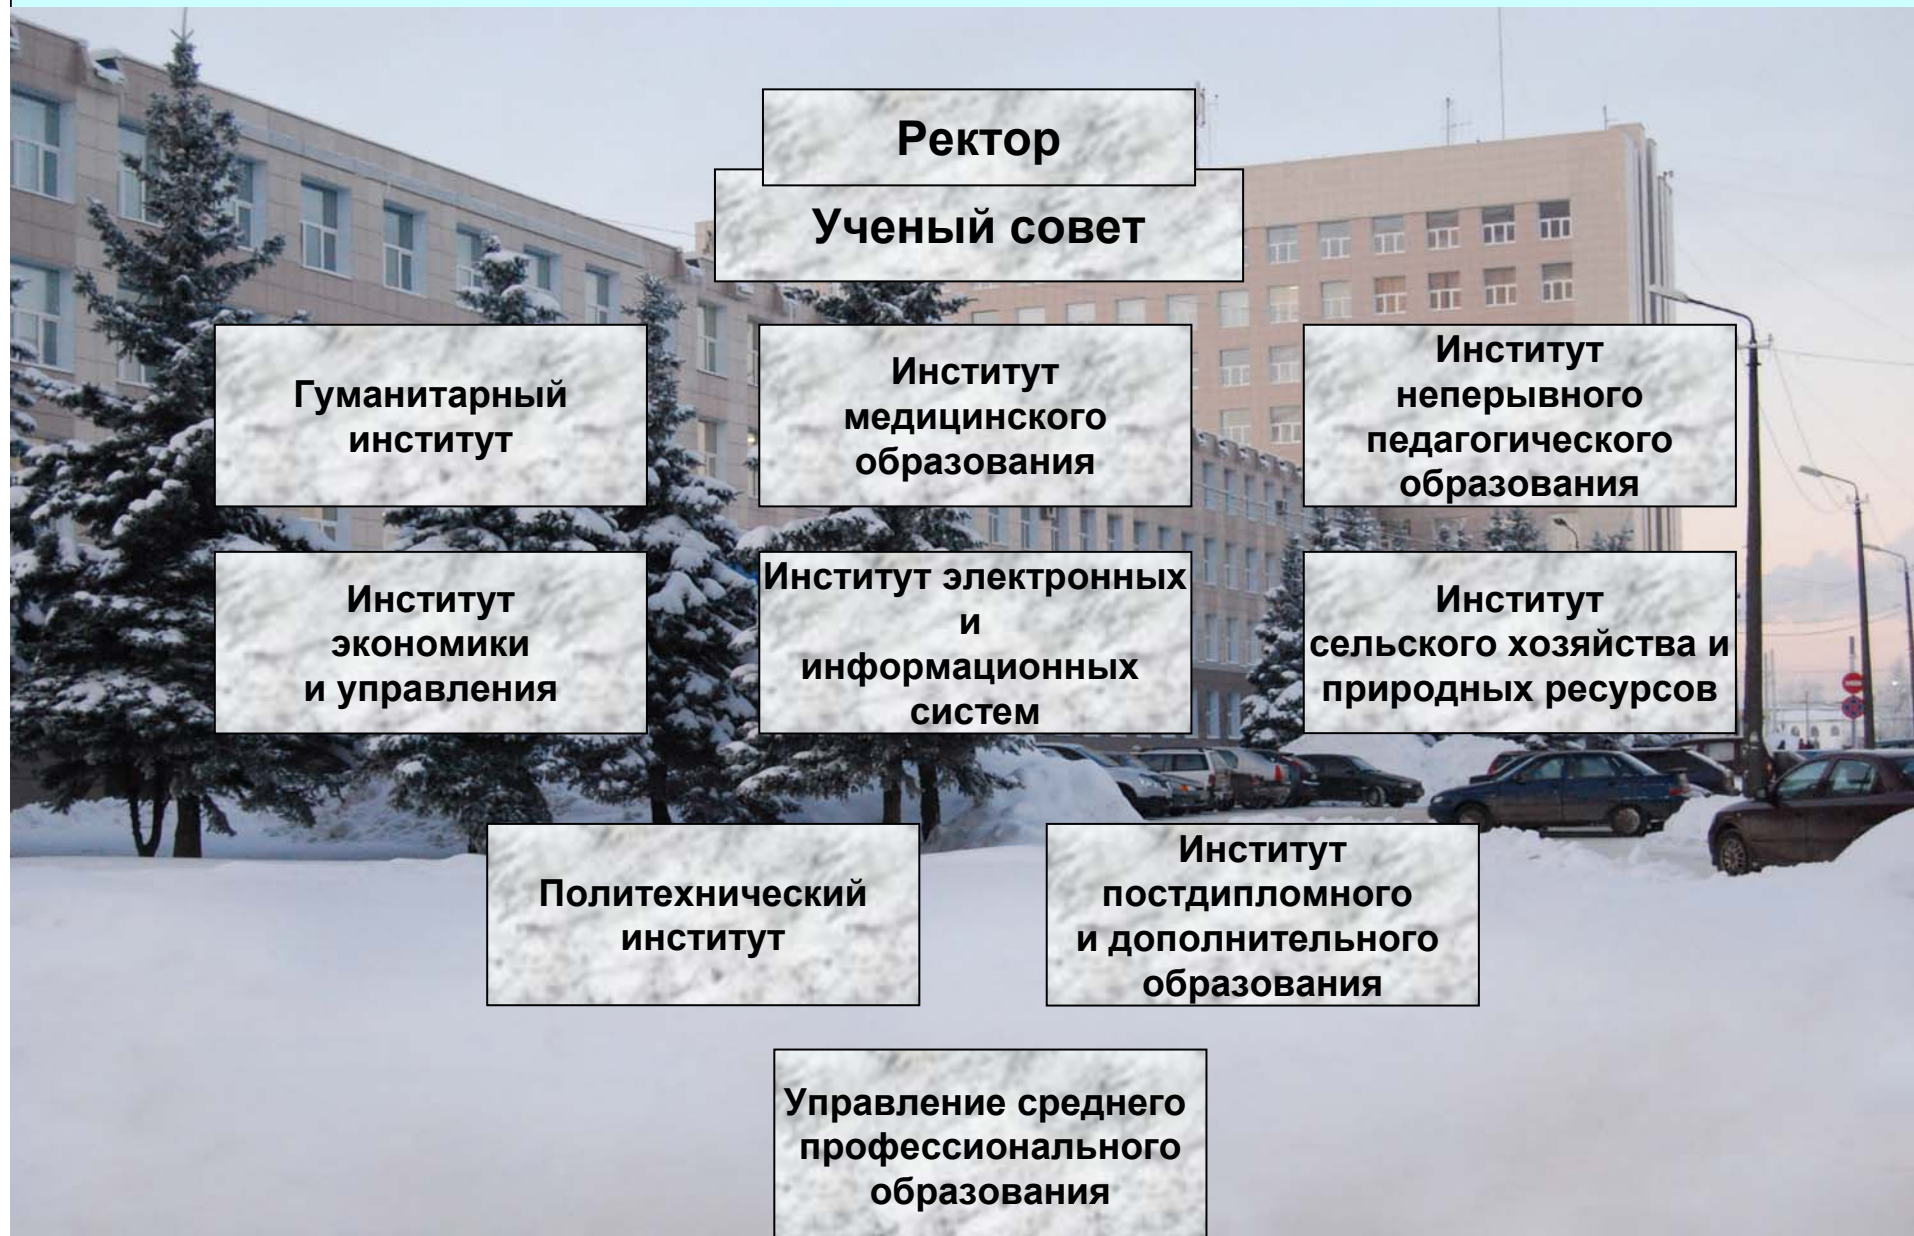 Ректор
Ученый совет
Гуманитарный
институт
Институт
медицинского
образования
Институт
неперывного
педагогического
образования
Институт
экономики
и управления
Институт электронных
и
информационных
систем
Институт
сельского хозяйства и
природных ресурсов
Политехнический
институт
Институт
постдипломного
и дополнительного
образования
Управление среднего
профессионального
образования